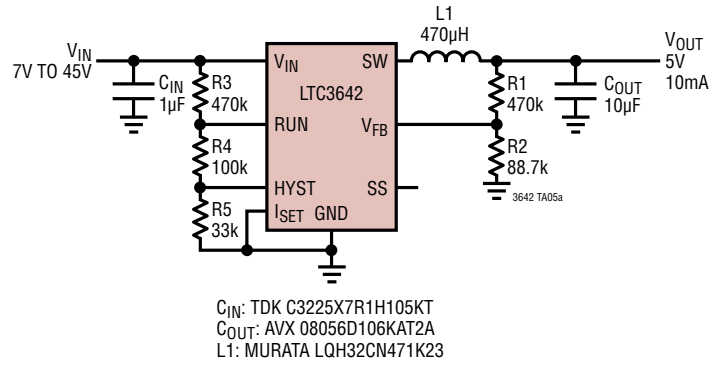 L1
470µH
VIN
7V TO 45V
VOUT
5V
10mA
CIN
1µF
R3
470k
VIN
SW
LTC3642
R1
470k
COUT
10µF
RUN
VFB
R4
100k
R2
88.7k
HYST
SS
3642 TA05a
R5
33k
ISET
GND
CIN: TDK C3225X7R1H105KT
COUT: AVX 08056D106KAT2A
L1: MURATA LQH32CN471K23